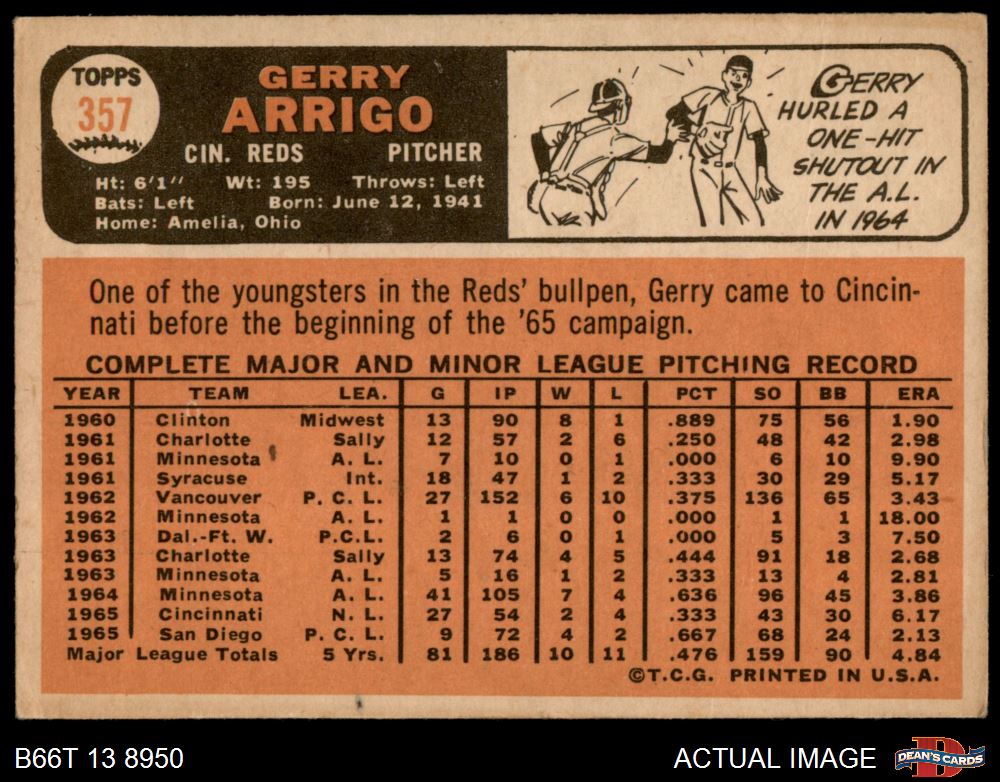 TOPPS
357
GERRY
ARRIGO
CIN. REDS PITCHER
Ht: 6'1" Wt: 195 Throws: Left
Bats: Left Born: June 12, 1941
Home: Amelia, Ohio
GERRY
HURLED A
ONE-HIT
SHUTOUT IN
THE A.L.
IN 1964
One of the youngsters in the Reds' bullpen, Gerry came to Cincin-
nati before the beginning of the '65 campaign.
COMPLETE MAJOR AND MINOR LEAGUE PITCHING RECORD
YEAR TEAM LEA. G IP W L PCT SO BB ERA
1960 Clinton Midwest 13 90 8 1 .889 75 56 1.90
1961 Charlotte Sally 12 57 2 6 .250 48 42 2.98
1961 Minnesota A. L. 7 10 0 1 .000 6 10 9.90
1961 Syracuse Int. 18 47 1 2 .333 30 29 5.17
1962 Vancouver P. C. L. 27 152 6 10 .375 136 65 3.43
1962 Minnesota A. L. 1 1 0 0 .000 1 1 18.00
1963 Dal.-Ft. W. P.C.L. 2 6 0 1 .000 5 3 7.50
1963 Charlotte Sally 13 74 4 5 .444 91 18 2.68
1963 Minnesota A. L. 5 16 1 2 .333 13 4 2.81
1964 Minnesota A. L. 41 105 7 4 .636 96 45 3.86
1965 Cincinnati N. L. 27 54 2 4 .333 43 30 6.17
1965 San Diego P. C. L. 9 72 4 2 .667 68 24 2.13
Major League Totals 5 Yrs. 81 186 10 11 .476 159 90 4.84
©T.C.G. PRINTED IN U.S.A.
B66T 13 8950 ACTUAL IMAGE
DEAN'S CARDS